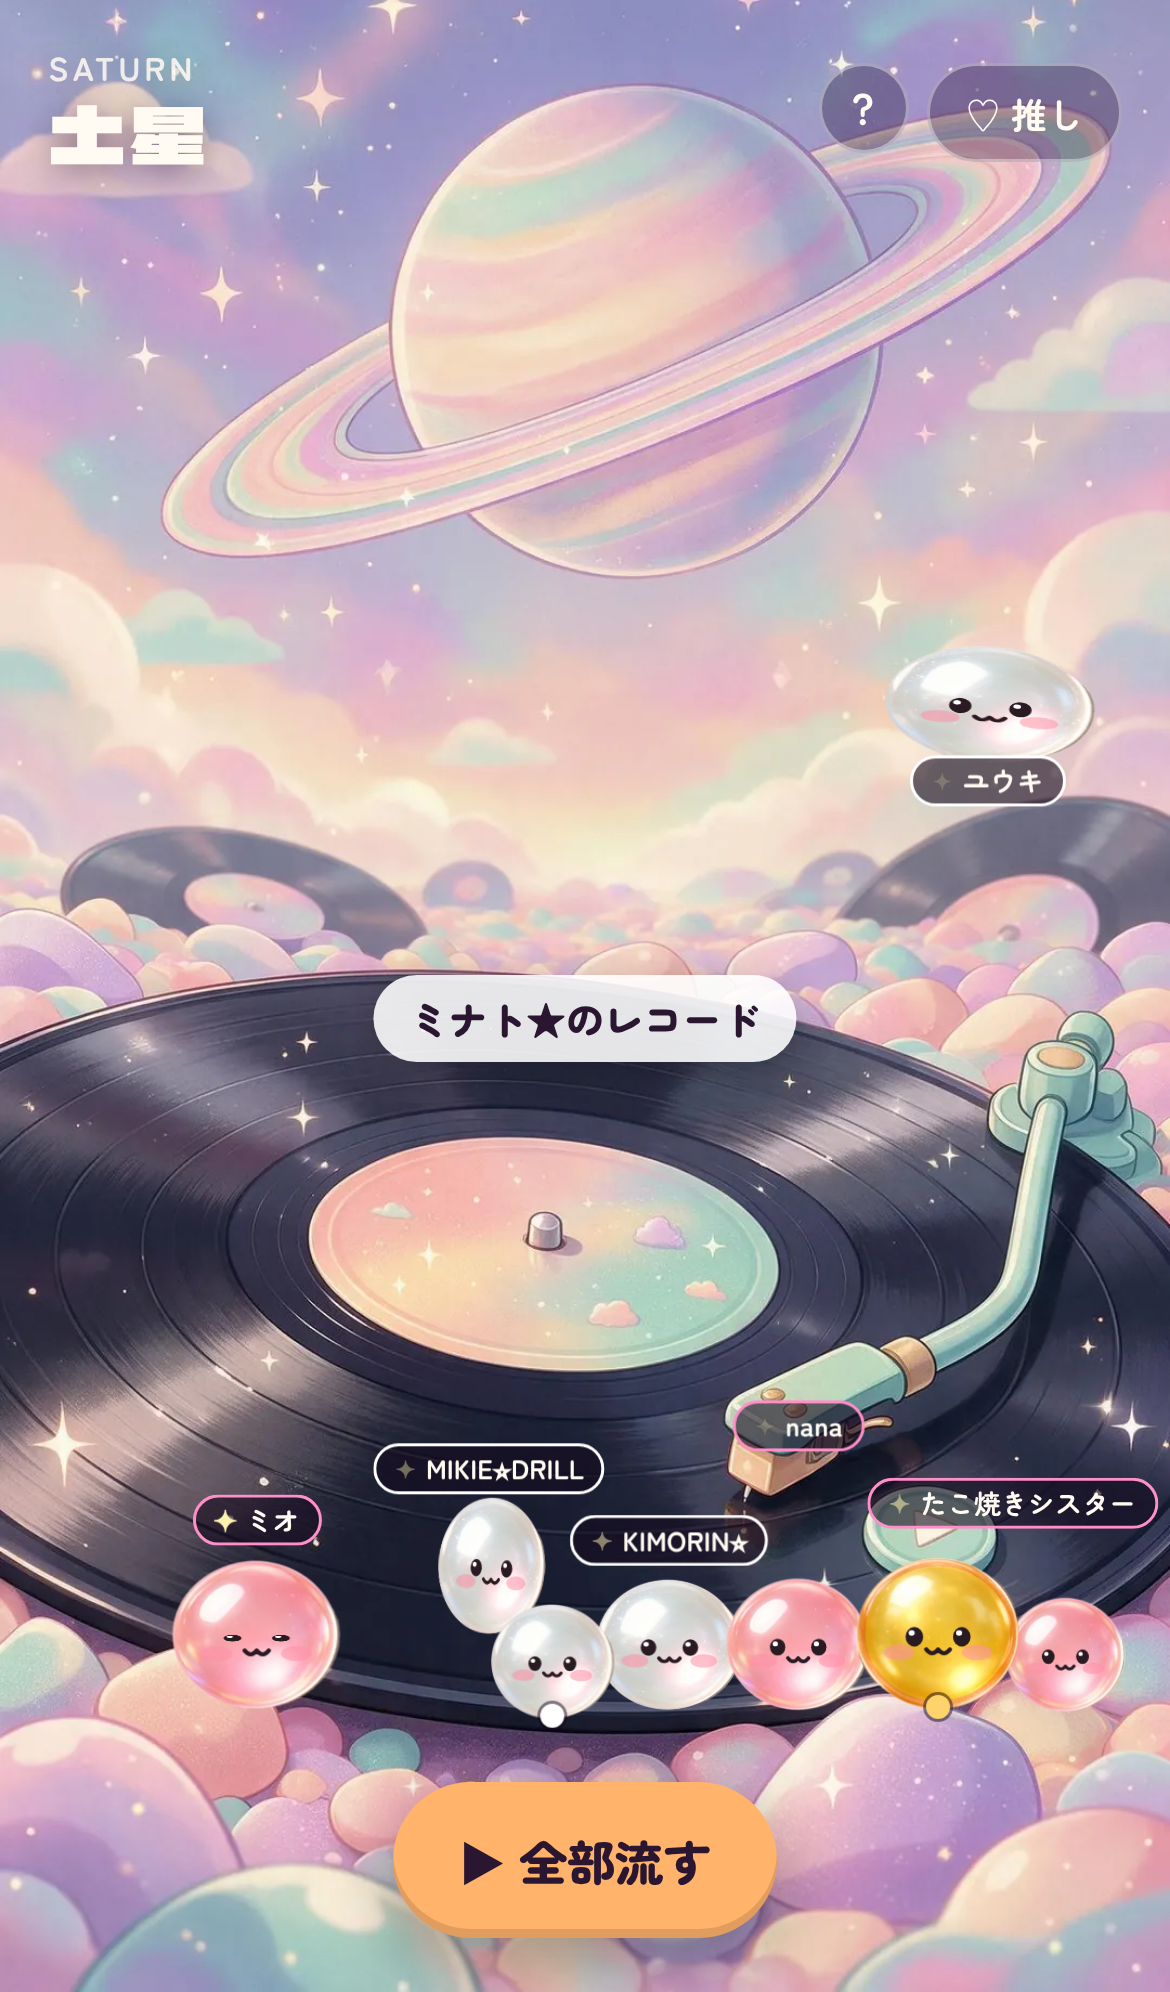 SATURN
土星
?
♡ 推し
ユウキ
ミナト★のレコード
nana
MIKIE★DRILL
たこ焼きシスター
ミオ
KIMORIN★
▶ 全部流す